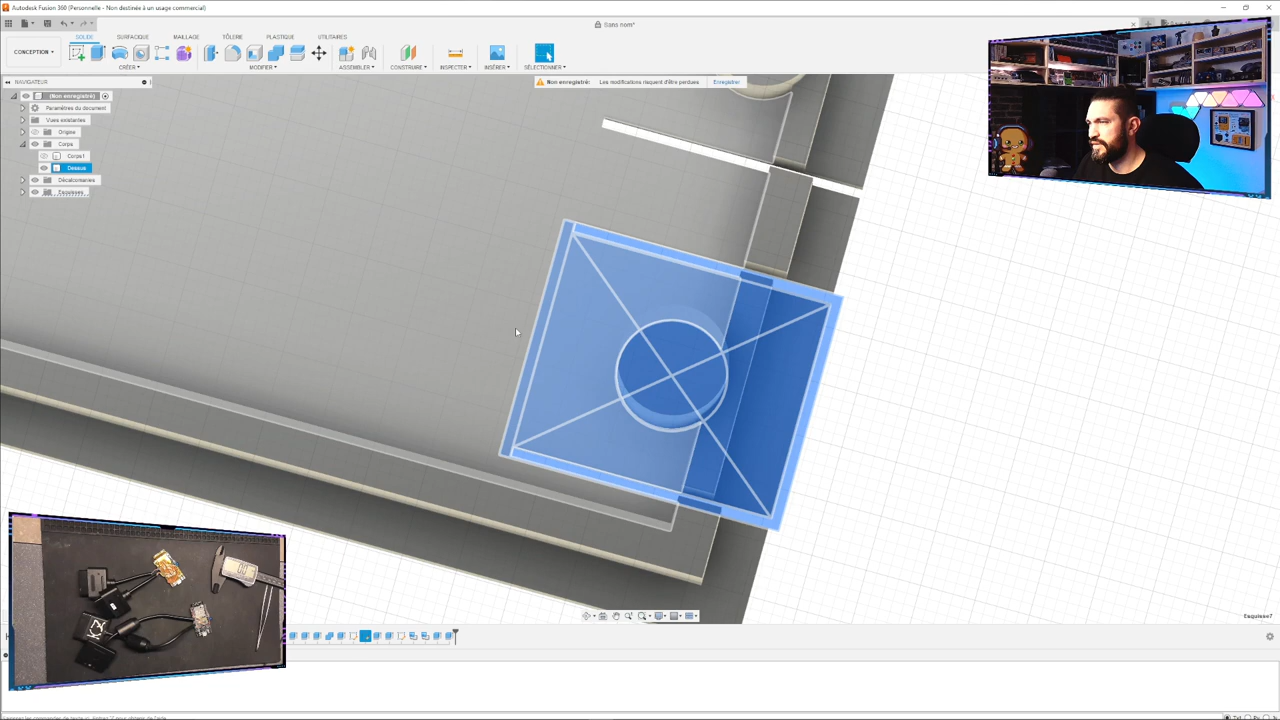 Autodesk Fusion 360 (Personnelle - Non destinée à un usage commercial)
Sans nom*
CONCEPTION
SOLIDE
SURFACIQUE
MAILLAGE
TÔLERIE
PLASTIQUE
UTILITAIRES
CRÉER
MODIFIER
ASSEMBLER
CONSTRUIRE
INSPECTER
INSÉRER
SÉLECTIONNER
NAVIGATEUR
Non enregistré:
Les modifications risquent d'être perdues
Enregistrer
(Non enregistré)
Paramètres du document
Vues existantes
Origine
Corps
Corps1
Dessus
Décalcomanies
Esquisses
Esquisse7